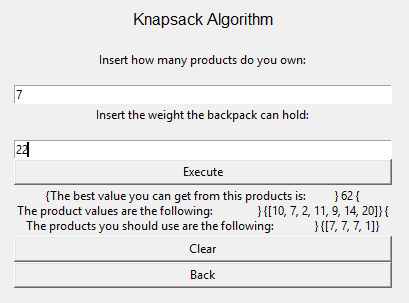 Knapsack Algorithm
Insert how many products do you own:
7
Insert the weight the backpack can hold:
22
Execute
{The best value you can get from this products is: } 62 {
The product values are the following: } {[10, 7, 2, 11, 9, 14, 20]} {
The products you should use are the following: } {[7, 7, 7, 1]}
Clear
Back